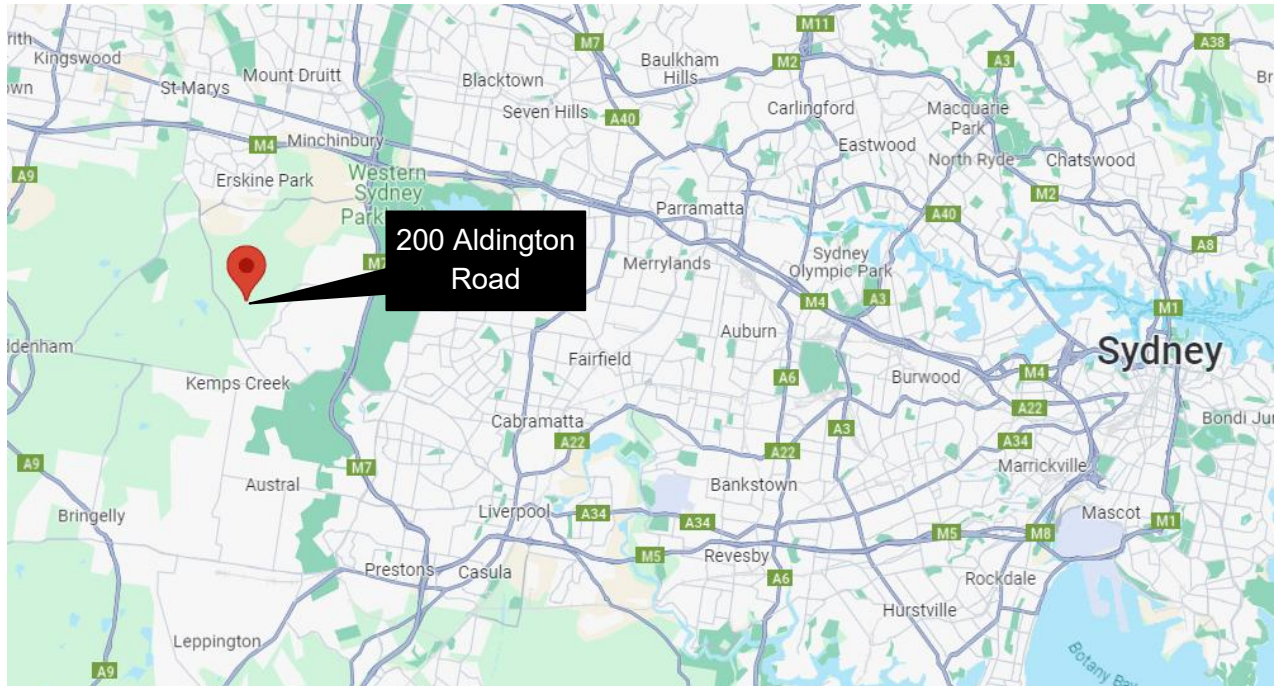 M11
A38
rith
Kingswood
M7
Baulkham
Hills
M2
A3
Br
Mount Druitt
Blacktown
own
St Marys
Seven Hills
A40
Carlingford
Macquarie
Park
M4
Minchinbury
Eastwood
North Ryde
Chatswood
A9
Erskine Park
Western
Sydney
Parklands
M2
Parramatta
A40
200 Aldington
Road
A8
M7
Merrylands
Sydney
Olympic Park
A3
M4
M1
ddenham
Auburn
Sydney
Fairfield
Kemps Creek
A6
Burwood
M4
A22
Cabramatta
A22
A3
Bondi Jun
A34
A22
A9
M7
Marrickville
Austral
Bankstown
Liverpool
A34
A34
Mascot
M1
Bringelly
M5
M8
M5
Revesby
Prestons
Casula
A6
Rockdale
Hurstville
Leppington
A9
Botany Ba